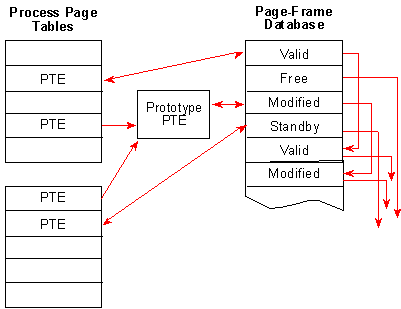 Process Page
Tables
PTE
PTE
PTE
PTE
Prototype
PTE
Page-Frame
Database
Valid
Free
Modified
Standby
Valid
Modified